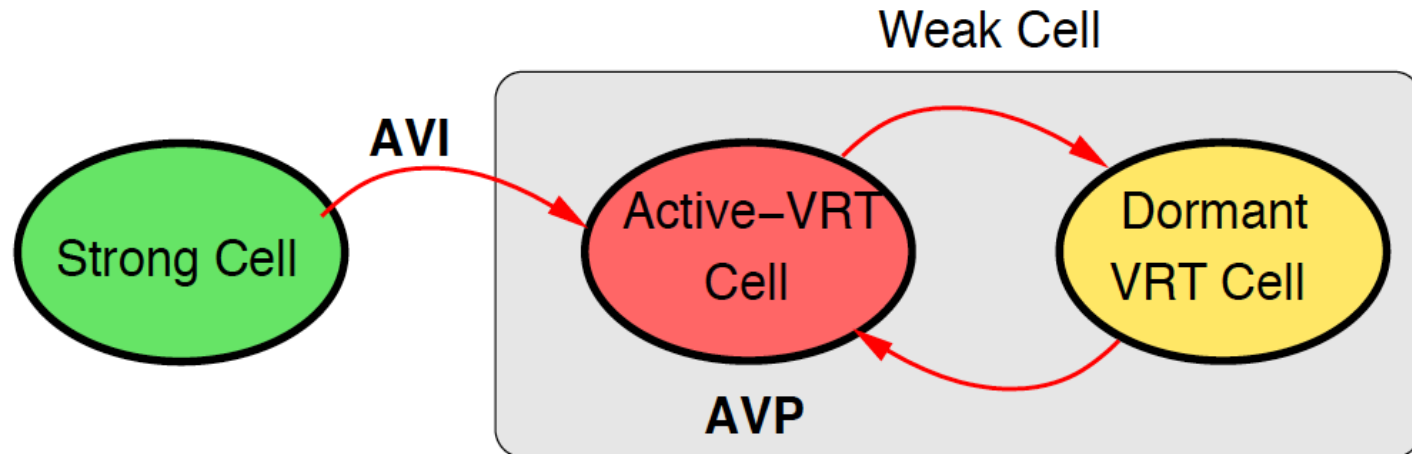 Weak Cell
AVI
Strong Cell
Active–VRT
Cell
Dormant
VRT Cell
AVP